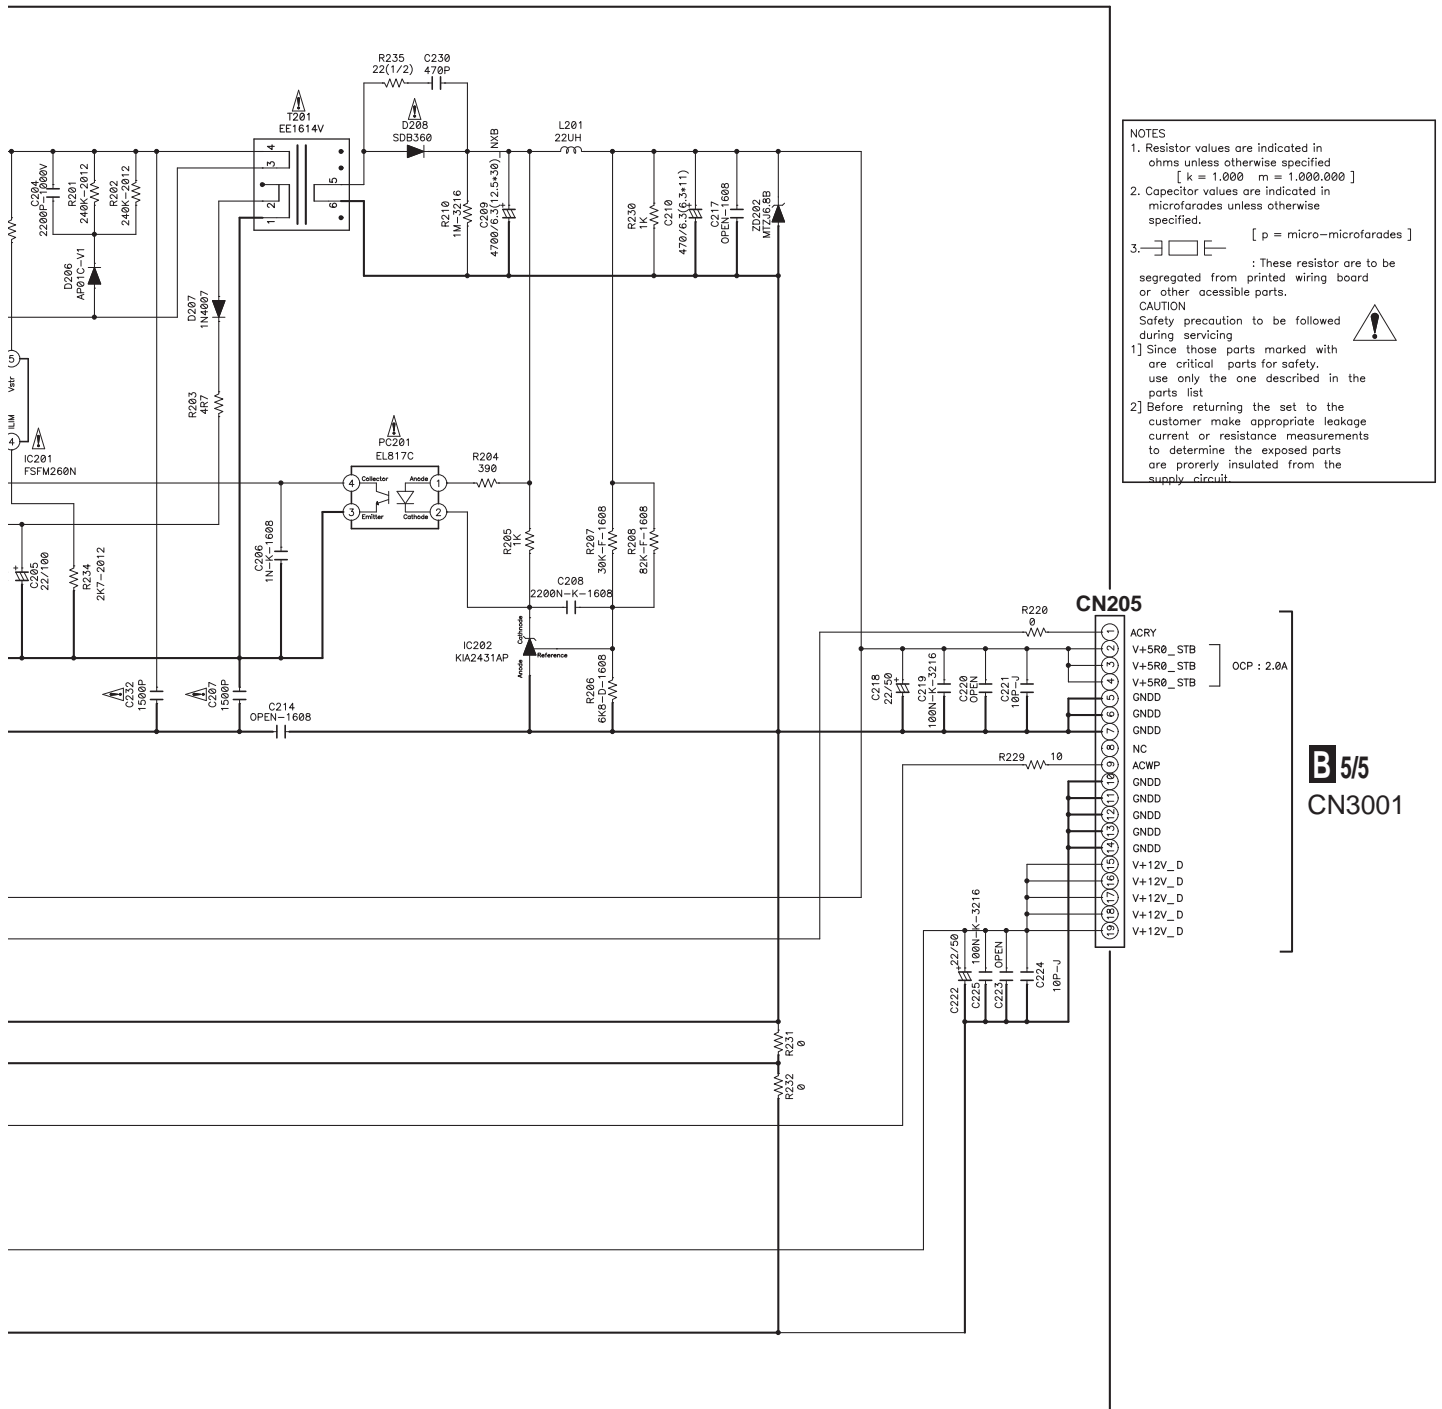 R235
22(1/2)
C230
470P
T201
EE1614V
D208
SDB360
L201
22UH
C204
2200P-1000V
R201
240K-2012
R202
240K-2012
4
3
2
1
5
6
R210
1M-3216
C209
4700/6.3(12.5*30)_NXB
+
R230
1K
C210
470/6.3(6.3*11)
+
C217
OPEN-1608
ZD202
MTZJ6.8B
D206
AP01C-V1
D207
1N4007
R203
4R7
5
Vstr
ILIM
4
IC201
FSFM260N
PC201
EL817C
4
Collector
Anode
1
3
Emitter
Cathode
2
R204
390
C205
22/100
+
R234
2K7-2012
C206
1N-K-1608
R205
1K
R207
30K-F-1608
R208
82K-F-1608
C208
2200N-K-1608
IC202
KIA2431AP
Cathnode
Anode
Reference
R206
6K8-D-1608
C232
1500P
C207
1500P
C214
OPEN-1608
NOTES
1. Resistor values are indicated in
ohms unless otherwise specified
[ k = 1.000 m = 1.000.000 ]
2. Capecitor values are indicated in
microfarades unless otherwise
specified.
[ p = micro-microfarades ]
3.
: These resistor are to be
segregated from printed wiring board
or other acessible parts.
CAUTION
Safety precaution to be followed
during servicing
1] Since those parts marked with
are critical parts for safety.
use only the one described in the
parts list
2] Before returning the set to the
customer make appropriate leakage
current or resistance measurements
to determine the exposed parts
are prorerly insulated from the
supply circuit.
CN205
R220
0
1 ACRY
2 V+5R0_STB
3 V+5R0_STB
4 V+5R0_STB
OCP : 2.0A
5 GNDD
6 GNDD
7 GNDD
8 NC
R229 10
9 ACWP
10 GNDD
11 GNDD
12 GNDD
13 GNDD
14 GNDD
15 V+12V_D
16 V+12V_D
17 V+12V_D
18 V+12V_D
19 V+12V_D
C218
22/50
+
C219
100N-K-3216
C220
OPEN
C221
10P-J
B 5/5
CN3001
C222
+22/50
C225
100N-K-3216
C223
OPEN
C224
10P-J
R231
0
R232
0